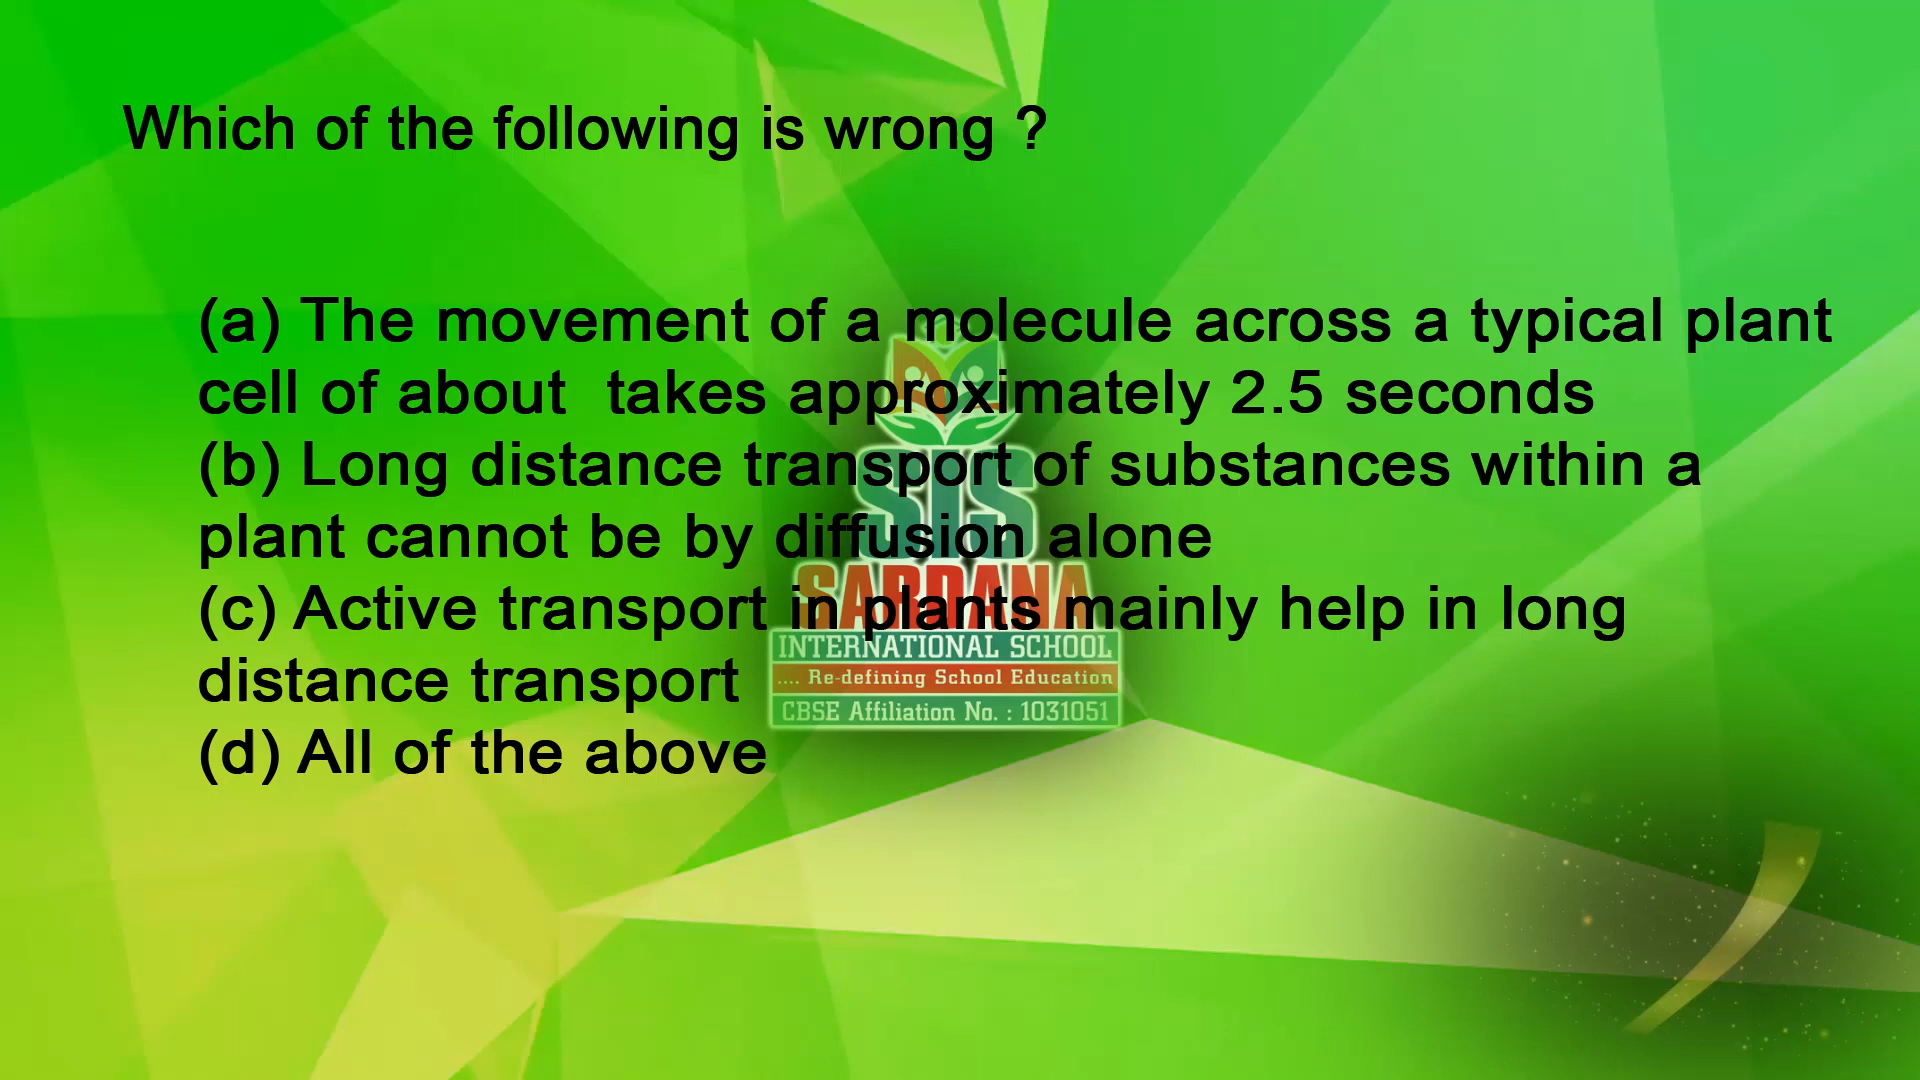 Which of the following is wrong ?
(a) The movement of a molecule across a typical plant
cell of about takes approximately 2.5 seconds
(b) Long distance transport of substances within a
plant cannot be by diffusion alone
(c) Active transport in plants mainly help in long
distance transport
(d) All of the above
SIS
SARDANA
INTERNATIONAL SCHOOL
.... Re-defining School Education
CBSE Affiliation No. : 1031051